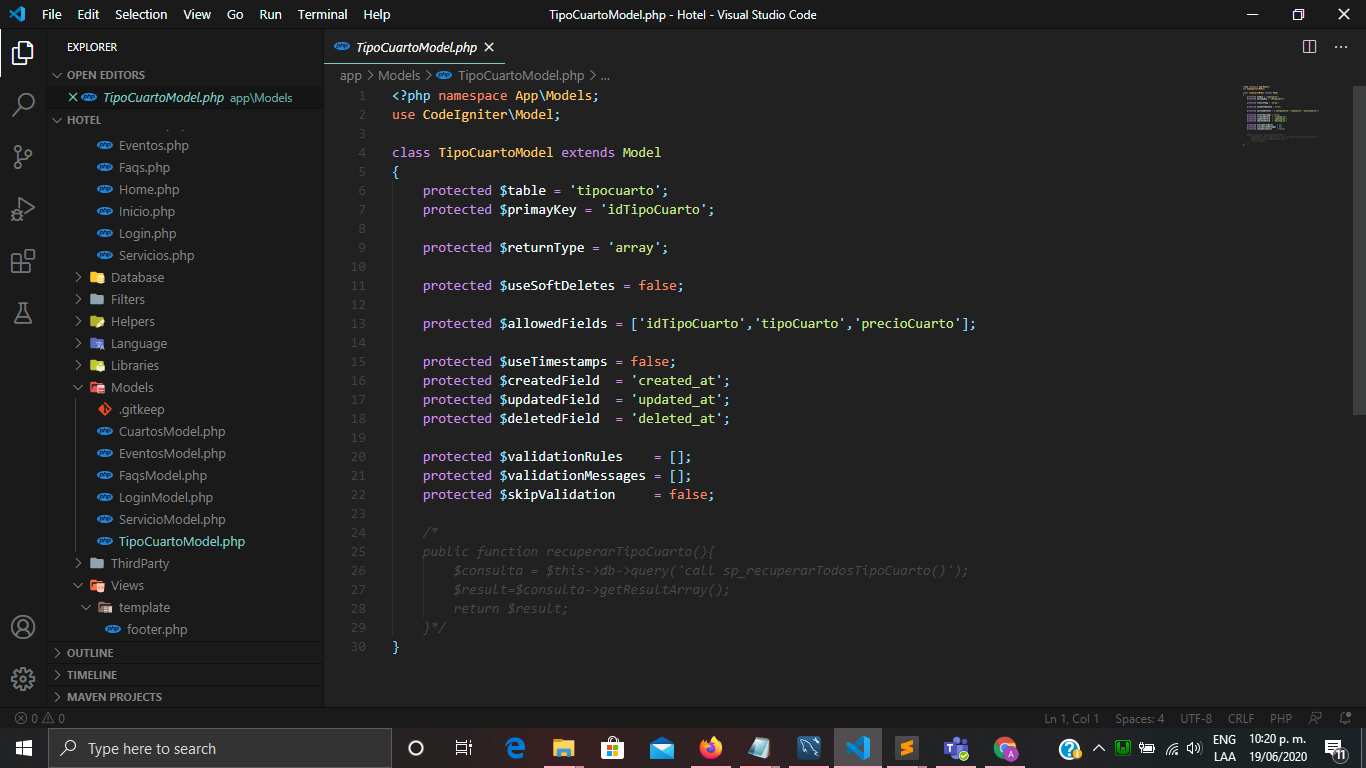 File Edit Selection View Go Run Terminal Help TipoCuartoModel.php - Hotel - Visual Studio Code
EXPLORER
OPEN EDITORS
TipoCuartoModel.php app\Models
HOTEL
Eventos.php
Faqs.php
Home.php
Inicio.php
Login.php
Servicios.php
Database
Filters
Helpers
Language
Libraries
Models
.gitkeep
CuartosModel.php
EventosModel.php
FaqsModel.php
LoginModel.php
ServicioModel.php
TipoCuartoModel.php
ThirdParty
Views
template
footer.php
OUTLINE
TIMELINE
MAVEN PROJECTS
TipoCuartoModel.php
app > Models > TipoCuartoModel.php > ...
1 <?php namespace App\Models;
2 use CodeIgniter\Model;
3
4 class TipoCuartoModel extends Model
5 {
6 protected $table = 'tipocuarto';
7 protected $primayKey = 'idTipoCuarto';
8
9 protected $returnType = 'array';
10
11 protected $useSoftDeletes = false;
12
13 protected $allowedFields = ['idTipoCuarto','tipoCuarto','precioCuarto'];
14
15 protected $useTimestamps = false;
16 protected $createdField = 'created_at';
17 protected $updatedField = 'updated_at';
18 protected $deletedField = 'deleted_at';
19
20 protected $validationRules = [];
21 protected $validationMessages = [];
22 protected $skipValidation = false;
23
24 /*
25 public function recuperarTipoCuarto(){
26 $consulta = $this->db->query('call sp_recuperarTodosTipoCuarto()');
27 $result=$consulta->getResultArray();
28 return $result;
29 }*/
30 }
0 0 Ln 1, Col 1 Spaces: 4 UTF-8 CRLF PHP
Type here to search
ENG 10:20 p. m.
LAA 19/06/2020
11